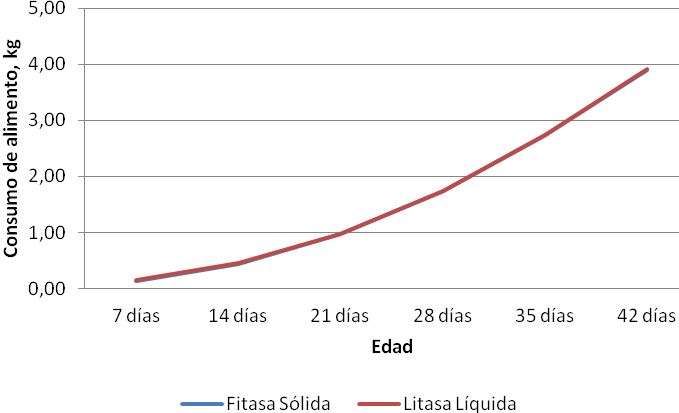 5,00
4,00
3,00
2,00
1,00
0,00
Consumo de alimento, kg
7 días 14 días 21 días 28 días 35 días 42 días
Edad
Fitasa Sólida Litasa Líquida